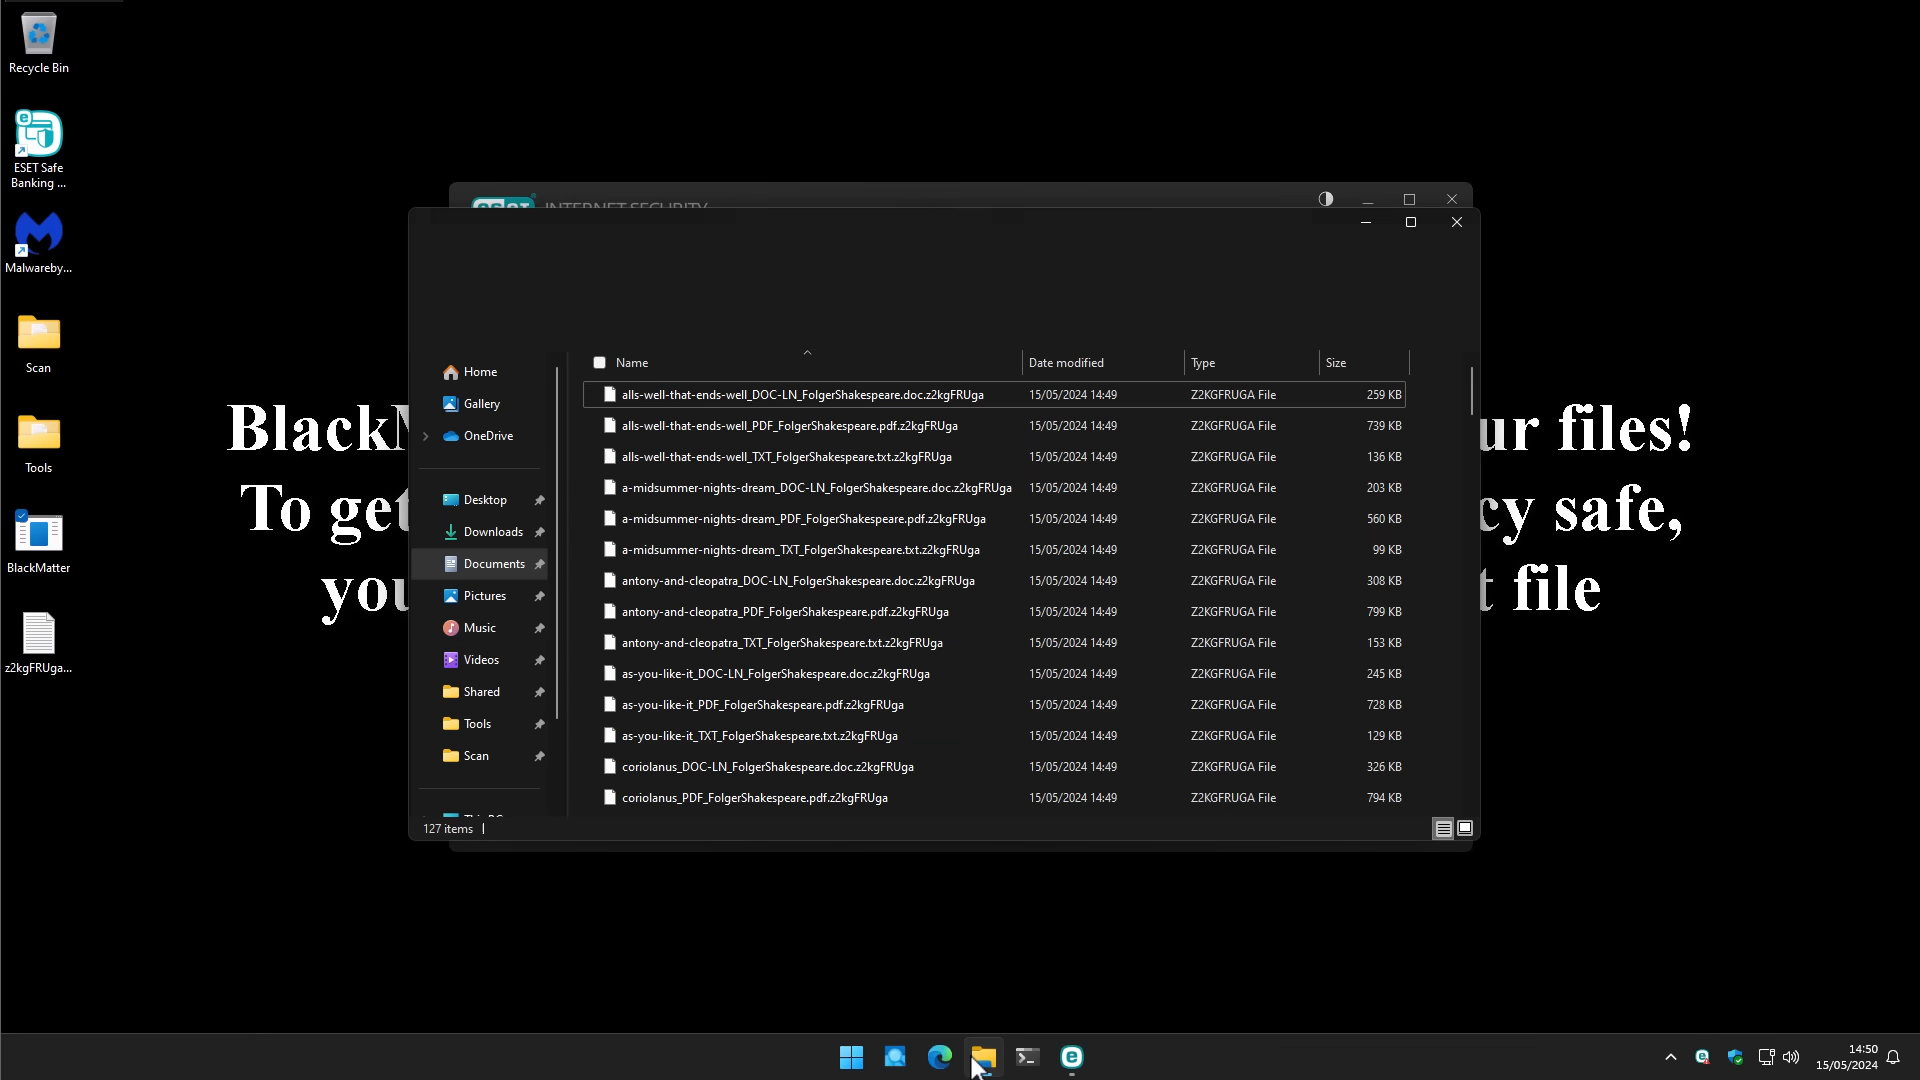 Recycle Bin
ESET Safe
Banking ...
Malwareby...
Scan
Tools
BlackMatter
z2kgFRUga...
INTERNET SECURITY
Home
Gallery
OneDrive
Desktop
Downloads
Documents
Pictures
Music
Videos
Shared
Tools
Scan
Name Date modified Type Size
alls-well-that-ends-well_DOC-LN_FolgerShakespeare.doc.z2kgFRUga 15/05/2024 14:49 Z2KGFRUGA File 259 KB
alls-well-that-ends-well_PDF_FolgerShakespeare.pdf.z2kgFRUga 15/05/2024 14:49 Z2KGFRUGA File 739 KB
alls-well-that-ends-well_TXT_FolgerShakespeare.txt.z2kgFRUga 15/05/2024 14:49 Z2KGFRUGA File 136 KB
a-midsummer-nights-dream_DOC-LN_FolgerShakespeare.doc.z2kgFRUga 15/05/2024 14:49 Z2KGFRUGA File 203 KB
a-midsummer-nights-dream_PDF_FolgerShakespeare.pdf.z2kgFRUga 15/05/2024 14:49 Z2KGFRUGA File 560 KB
a-midsummer-nights-dream_TXT_FolgerShakespeare.txt.z2kgFRUga 15/05/2024 14:49 Z2KGFRUGA File 99 KB
antony-and-cleopatra_DOC-LN_FolgerShakespeare.doc.z2kgFRUga 15/05/2024 14:49 Z2KGFRUGA File 308 KB
antony-and-cleopatra_PDF_FolgerShakespeare.pdf.z2kgFRUga 15/05/2024 14:49 Z2KGFRUGA File 799 KB
antony-and-cleopatra_TXT_FolgerShakespeare.txt.z2kgFRUga 15/05/2024 14:49 Z2KGFRUGA File 153 KB
as-you-like-it_DOC-LN_FolgerShakespeare.doc.z2kgFRUga 15/05/2024 14:49 Z2KGFRUGA File 245 KB
as-you-like-it_PDF_FolgerShakespeare.pdf.z2kgFRUga 15/05/2024 14:49 Z2KGFRUGA File 728 KB
as-you-like-it_TXT_FolgerShakespeare.txt.z2kgFRUga 15/05/2024 14:49 Z2KGFRUGA File 129 KB
coriolanus_DOC-LN_FolgerShakespeare.doc.z2kgFRUga 15/05/2024 14:49 Z2KGFRUGA File 326 KB
coriolanus_PDF_FolgerShakespeare.pdf.z2kgFRUga 15/05/2024 14:49 Z2KGFRUGA File 794 KB
127 items
Black ur files!
To get cy safe,
you file
14:50
15/05/2024